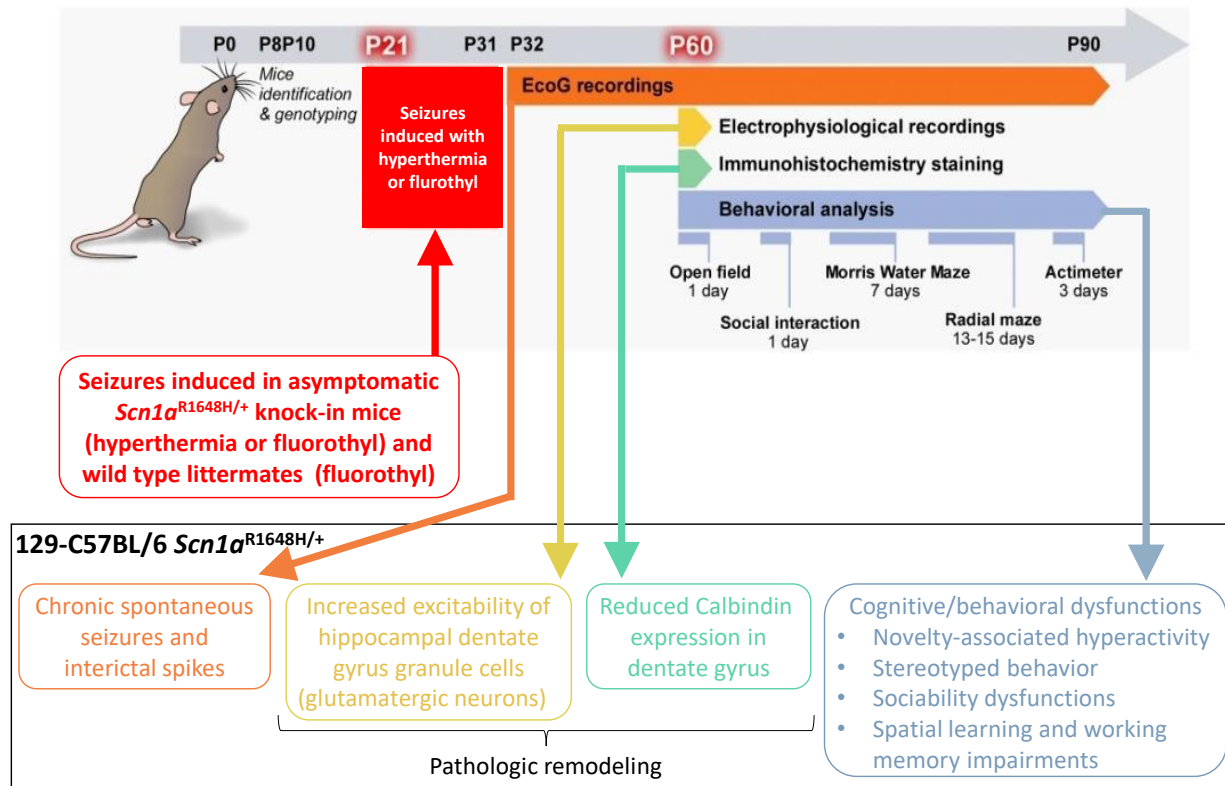 P0 P8P10 P21 P31 P32 P60 P90
Mice
identification
& genotyping
Seizures
induced with
hyperthermia
or flurothyl
EcoG recordings
Electrophysiological recordings
Immunohistochemistry staining
Behavioral analysis
Open field
1 day
Social interaction
1 day
Morris Water Maze
7 days
Radial maze
13-15 days
Actimeter
3 days
Seizures induced in asymptomatic
Scn1a^R1648H/+ knock-in mice
(hyperthermia or fluorothyl) and
wild type littermates (fluorothyl)
129-C57BL/6 Scn1a^R1648H/+
Chronic spontaneous
seizures and
interictal spikes
Increased excitability of
hippocampal dentate
gyrus granule cells
(glutamatergic neurons)
Reduced Calbindin
expression in
dentate gyrus
Cognitive/behavioral dysfunctions
• Novelty-associated hyperactivity
• Stereotyped behavior
• Sociability dysfunctions
• Spatial learning and working
memory impairments
Pathologic remodeling